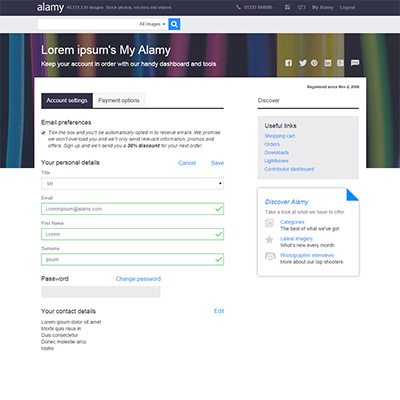 alamy 49,131,129 images Stock photos, vectors and videos 01235 844600 My Alamy Logout
All images
Lorem ipsum's My Alamy
Keep your account in order with our handy dashboard and tools
Registered since Nov 2, 2006
Account settings Payment options
Discover
Email preferences
Tick the box and you'll be automatically opted in to receive emails. We promise
we won't overload you and we'll only send relevant information, promos and
offers. Sign up and we'll send you a 30% discount for your next order.
Useful links
Shopping cart
Orders
Downloads
Lightboxes
Contributor dashboard
Your personal details Cancel Save
Title
Mr
Email
Loremipsum@alamy.com
First Name
Lorem
Surname
Ipsum
Discover Alamy
Take a look at what we have to offer
Categories
The best of what we've got
Latest imagery
What's new every month
Photographer interviews
More about our top shooters
Password Change password
Your contact details Edit
Lorem ipsum dolor sit amet
Morbi quis risus in
Duis consectetur
Donec molestie arcu
Idaho